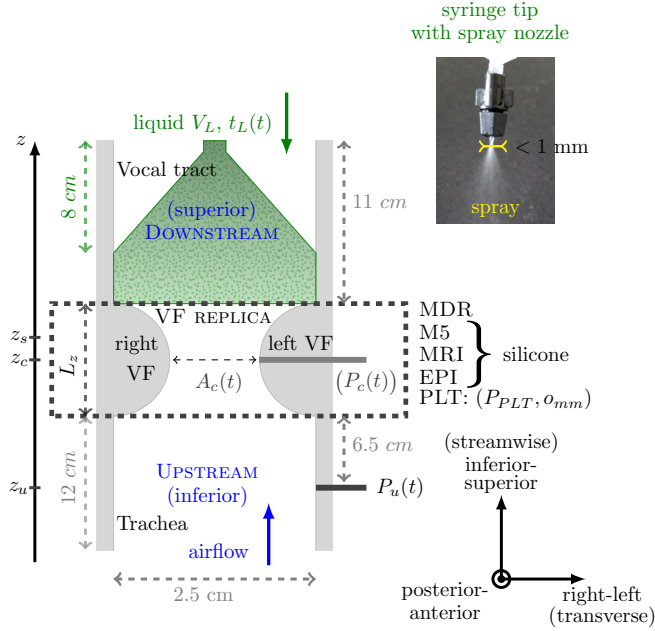 syringe tip
with spray nozzle
liquid V_L, t_L(t)
z
< 1 mm
Vocal tract
8 cm
11 cm
(superior)
DOWNSTREAM
spray
VF REPLICA
MDR
z_s
right
left VF
M5
L_z
MRI
silicone
z_c
VF
A_c(t)
(P_c(t))
EPI
PLT: (P_PLT, o_mm)
12 cm
6.5 cm
(streamwise)
inferior-
superior
UPSTREAM
(inferior)
z_u
P_u(t)
Trachea
airflow
posterior-
anterior
right-left
(transverse)
2.5 cm